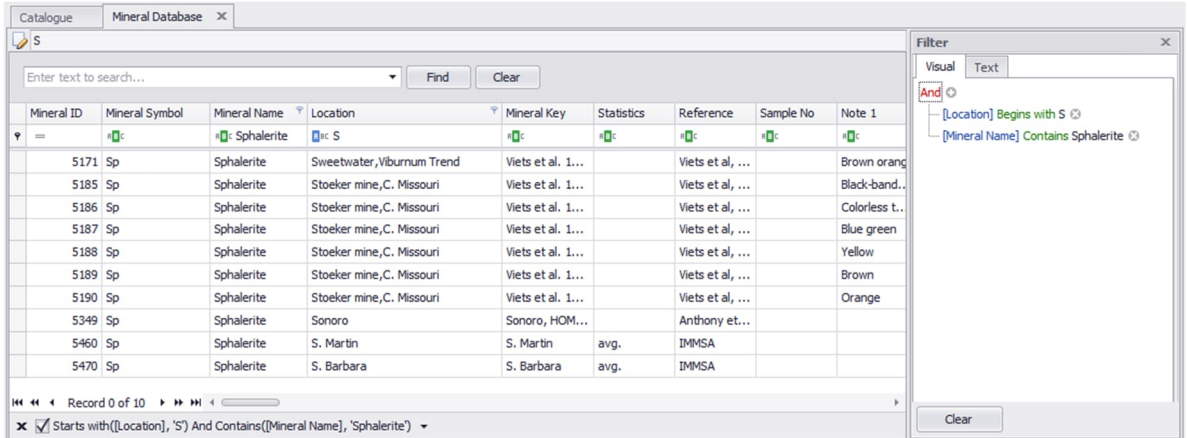 Catalogue Mineral Database
S
Enter text to search... Find Clear
Mineral ID Mineral Symbol Mineral Name Location Mineral Key Statistics Reference Sample No Note 1
= Sphalerite S
5171 Sp Sphalerite Sweetwater,Viburnum Trend Viets et al. 1... Viets et al, ... Brown orang
5185 Sp Sphalerite Stoeker mine,C. Missouri Viets et al. 1... Viets et al, ... Black-band..
5186 Sp Sphalerite Stoeker mine,C. Missouri Viets et al. 1... Viets et al, ... Colorless t..
5187 Sp Sphalerite Stoeker mine,C. Missouri Viets et al. 1... Viets et al, ... Blue green
5188 Sp Sphalerite Stoeker mine,C. Missouri Viets et al. 1... Viets et al, ... Yellow
5189 Sp Sphalerite Stoeker mine,C. Missouri Viets et al. 1... Viets et al, ... Brown
5190 Sp Sphalerite Stoeker mine,C. Missouri Viets et al. 1... Viets et al, ... Orange
5349 Sp Sphalerite Sonoro Sonoro, HOM... Anthony et...
5460 Sp Sphalerite S. Martin S. Martin avg. IMMSA
5470 Sp Sphalerite S. Barbara S. Barbara avg. IMMSA
Record 0 of 10
Starts with([Location], 'S') And Contains([Mineral Name], 'Sphalerite')
Filter
Visual Text
And
[Location] Begins with S
[Mineral Name] Contains Sphalerite
Clear